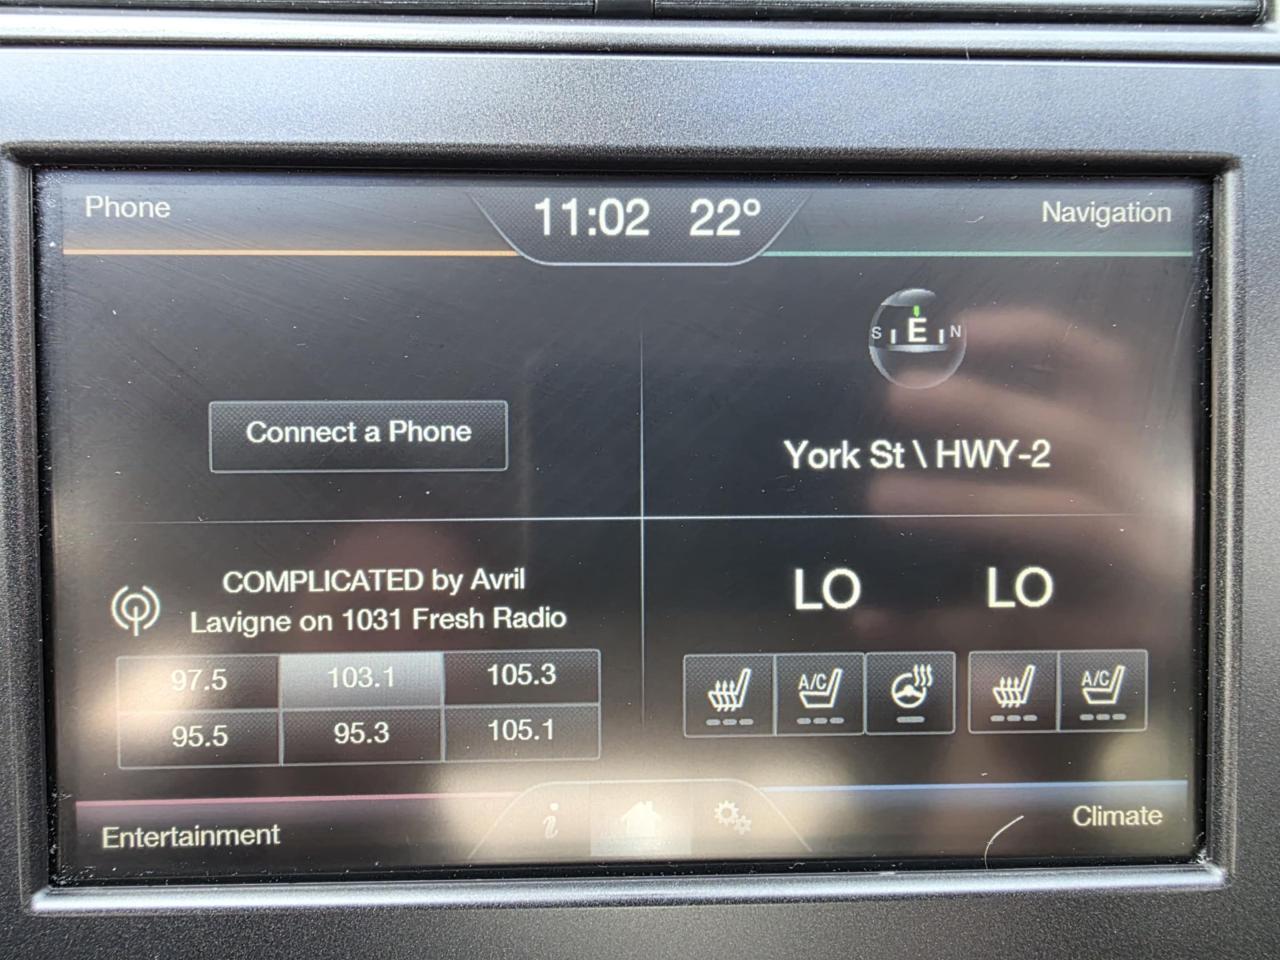 Phone
11:02 22º
Navigation
S E N
Connect a Phone
York St \ HWY-2
COMPLICATED by Avril
Lavigne on 1031 Fresh Radio
97.5 103.1 105.3
95.5 95.3 105.1
LO LO
A/C A/C
Entertainment
i
Climate